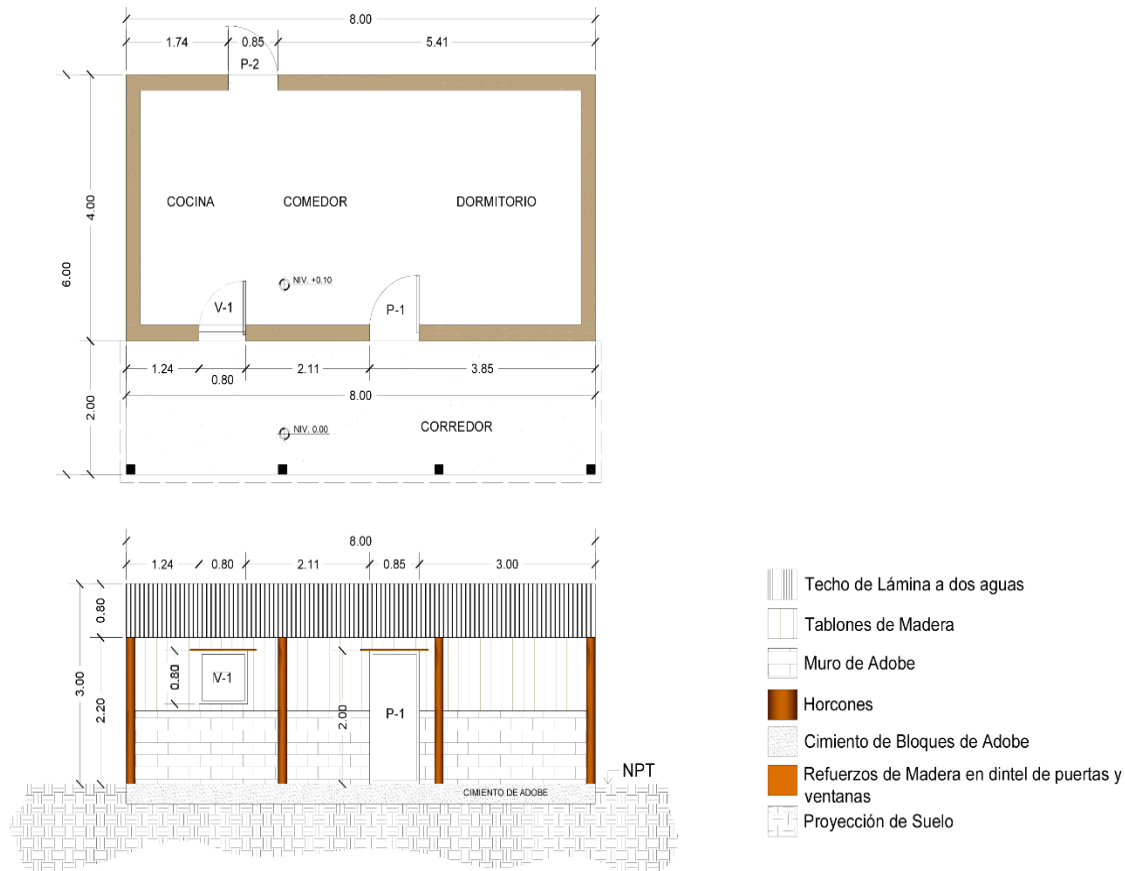 8.00
1.74
0.85
5.41
P-2
4.00
6.00
COCINA
COMEDOR
DORMITORIO
NIV. +0.10
V-1
P-1
1.24
0.80
2.11
3.85
8.00
2.00
NIV. 0.00
CORREDOR
8.00
1.24
0.80
2.11
0.85
3.00
0.80
3.00
2.20
0.80
V-1
2.00
P-1
NPT
CIMIENTO DE ADOBE
Techo de Lámina a dos aguas
Tablones de Madera
Muro de Adobe
Horcones
Cimiento de Bloques de Adobe
Refuerzos de Madera en dintel de puertas y
ventanas
Proyección de Suelo